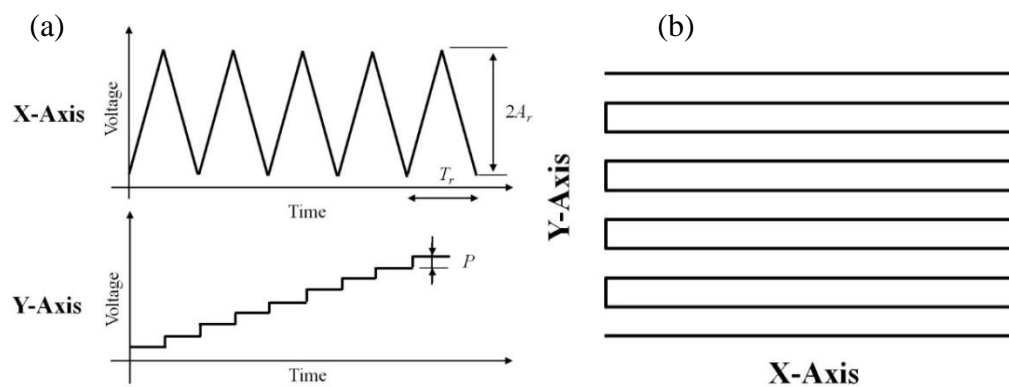 (a)
X-Axis
Voltage
2Aᵣ
Tᵣ
Time
Y-Axis
Voltage
P
Time
(b)
Y-Axis
X-Axis